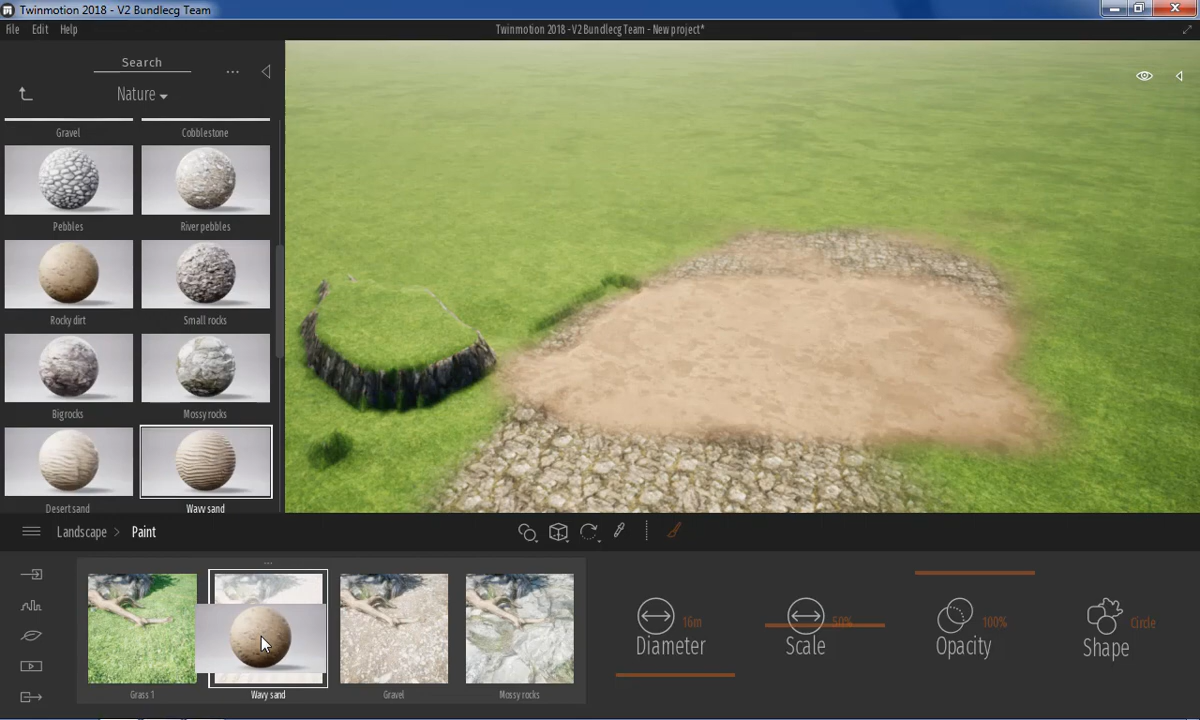 Twinmotion 2018 - V2 Bundlecg Team
File Edit Help
Twinmotion 2018 - V2 Bundlecg Team - New project*
Search
...
Nature
Gravel Cobblestone
Pebbles River pebbles
Rocky dirt Small rocks
Big rocks Mossy rocks
Desert sand Wavy sand
Landscape > Paint
Grass 1 Wavy sand Gravel Mossy rocks
16m 50% 100% Circle
Diameter Scale Opacity Shape